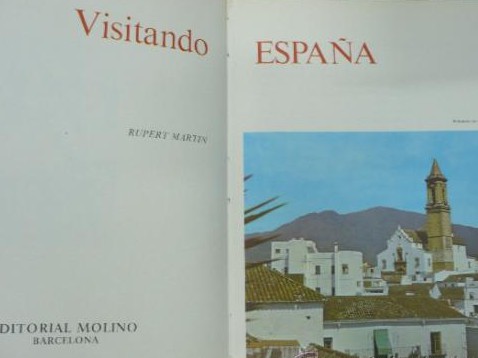 Visitando
ESPAÑA
RUPERT MARTIN
DITORIAL MOLINO
BARCELONA